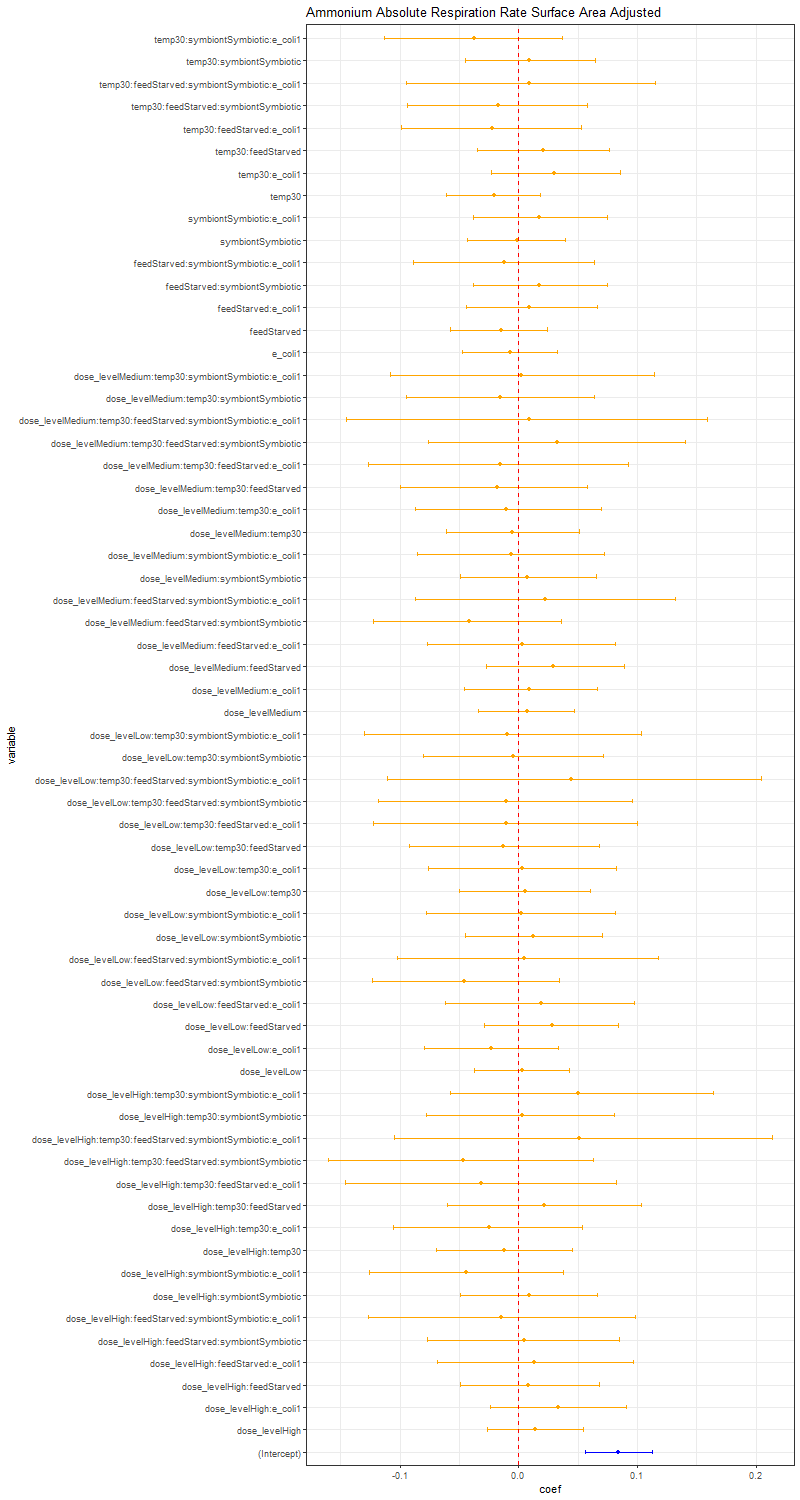 Ammonium Absolute Respiration Rate Surface Area Adjusted
temp30:symbiontSymbiotic:e_coli1
temp30:symbiontSymbiotic
temp30:feedStarved:symbiontSymbiotic:e_coli1
temp30:feedStarved:symbiontSymbiotic
temp30:feedStarved:e_coli1
temp30:feedStarved
temp30:e_coli1
temp30
symbiontSymbiotic:e_coli1
symbiontSymbiotic
feedStarved:symbiontSymbiotic:e_coli1
feedStarved:symbiontSymbiotic
feedStarved:e_coli1
feedStarved
e_coli1
dose_levelMedium:temp30:symbiontSymbiotic:e_coli1
dose_levelMedium:temp30:symbiontSymbiotic
dose_levelMedium:temp30:feedStarved:symbiontSymbiotic:e_coli1
dose_levelMedium:temp30:feedStarved:symbiontSymbiotic
dose_levelMedium:temp30:feedStarved:e_coli1
dose_levelMedium:temp30:feedStarved
dose_levelMedium:temp30:e_coli1
dose_levelMedium:temp30
dose_levelMedium:symbiontSymbiotic:e_coli1
dose_levelMedium:symbiontSymbiotic
dose_levelMedium:feedStarved:symbiontSymbiotic:e_coli1
dose_levelMedium:feedStarved:symbiontSymbiotic
dose_levelMedium:feedStarved:e_coli1
dose_levelMedium:feedStarved
dose_levelMedium:e_coli1
dose_levelMedium
variable
dose_levelLow:temp30:symbiontSymbiotic:e_coli1
dose_levelLow:temp30:symbiontSymbiotic
dose_levelLow:temp30:feedStarved:symbiontSymbiotic:e_coli1
dose_levelLow:temp30:feedStarved:symbiontSymbiotic
dose_levelLow:temp30:feedStarved:e_coli1
dose_levelLow:temp30:feedStarved
dose_levelLow:temp30:e_coli1
dose_levelLow:temp30
dose_levelLow:symbiontSymbiotic:e_coli1
dose_levelLow:symbiontSymbiotic
dose_levelLow:feedStarved:symbiontSymbiotic:e_coli1
dose_levelLow:feedStarved:symbiontSymbiotic
dose_levelLow:feedStarved:e_coli1
dose_levelLow:feedStarved
dose_levelLow:e_coli1
dose_levelLow
dose_levelHigh:temp30:symbiontSymbiotic:e_coli1
dose_levelHigh:temp30:symbiontSymbiotic
dose_levelHigh:temp30:feedStarved:symbiontSymbiotic:e_coli1
dose_levelHigh:temp30:feedStarved:symbiontSymbiotic
dose_levelHigh:temp30:feedStarved:e_coli1
dose_levelHigh:temp30:feedStarved
dose_levelHigh:temp30:e_coli1
dose_levelHigh:temp30
dose_levelHigh:symbiontSymbiotic:e_coli1
dose_levelHigh:symbiontSymbiotic
dose_levelHigh:feedStarved:symbiontSymbiotic:e_coli1
dose_levelHigh:feedStarved:symbiontSymbiotic
dose_levelHigh:feedStarved:e_coli1
dose_levelHigh:feedStarved
dose_levelHigh:e_coli1
dose_levelHigh
(Intercept)
-0.1 0.0 0.1 0.2
coef